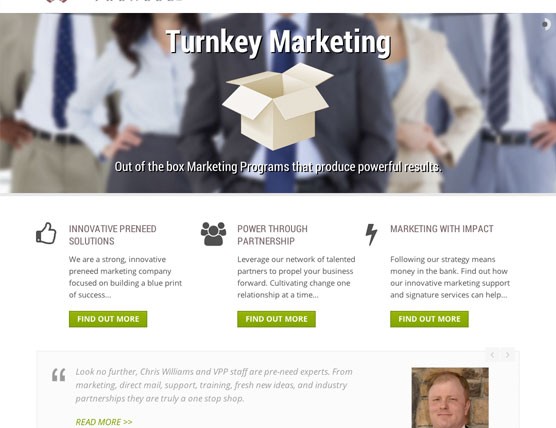 Turnkey Marketing
Out of the box Marketing Programs that produce powerful results.
INNOVATIVE PRENEED
SOLUTIONS
We are a strong, innovative
preneed marketing company
focused on building a blue print
of success...
FIND OUT MORE
POWER THROUGH
PARTNERSHIP
Leverage our network of talented
partners to propel your business
forward. Cultivating change one
relationship at a time...
FIND OUT MORE
MARKETING WITH IMPACT
Following our strategy means
money in the bank. Find out how
our innovative marketing support
and signature services can help...
FIND OUT MORE
“ Look no further, Chris Williams and VPP staff are pre-need experts. From
marketing, direct mail, support, training, fresh new ideas, and industry
partnerships they are truly a one stop shop.
READ MORE >>